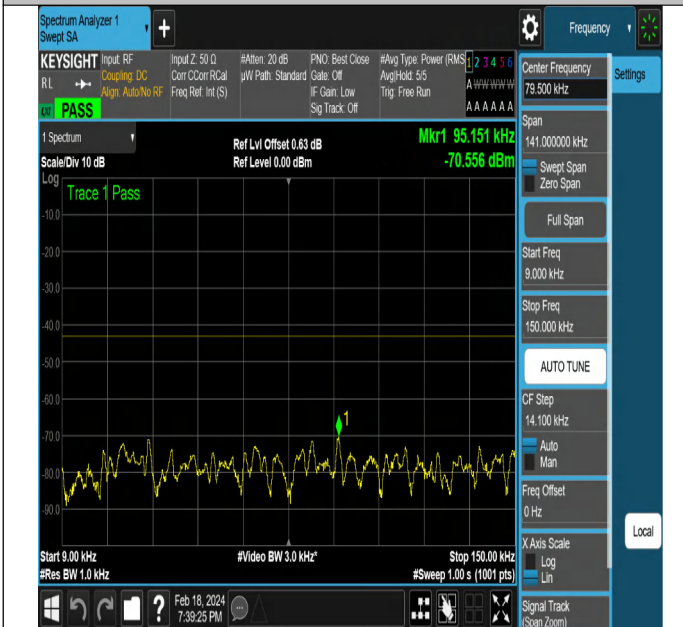 Spectrum Analyzer 1
Swept SA
Frequency
KEYSIGHT
RL
Input: RF
Coupling: DC
Align: Auto/No RF
Input Z: 50 Ω
Corr CCorr RCal
Freq Ref: Int (S)
#Atten: 20 dB
µW Path: Standard
PNO: Best Close
Gate: Off
IF Gain: Low
Sig Track: Off
#Avg Type: Power (RMS
Avg|Hold: 5/5
Trig: Free Run
1 2 3 4 5 6
A W W W W W
A A A A A A
LXI
PASS
1 Spectrum
Scale/Div 10 dB
Log
Ref Lvl Offset 0.63 dB
Ref Level 0.00 dBm
Mkr1 95.151 kHz
-70.556 dBm
Trace 1 Pass
-10.0
-20.0
-30.0
-40.0
-50.0
-60.0
-70.0
-80.0
-90.0
1
Start 9.00 kHz
#Res BW 1.0 kHz
#Video BW 3.0 kHz*
Stop 150.00 kHz
#Sweep 1.00 s (1001 pts)
Feb 18, 2024
7:39:25 PM
?
Center Frequency
79.500 kHz
Settings
Span
141.000000 kHz
Swept Span
Zero Span
Full Span
Start Freq
9.000 kHz
Stop Freq
150.000 kHz
AUTO TUNE
CF Step
14.100 kHz
Auto
Man
Freq Offset
0 Hz
X Axis Scale
Log
Lin
Local
Signal Track
(Span Zoom)